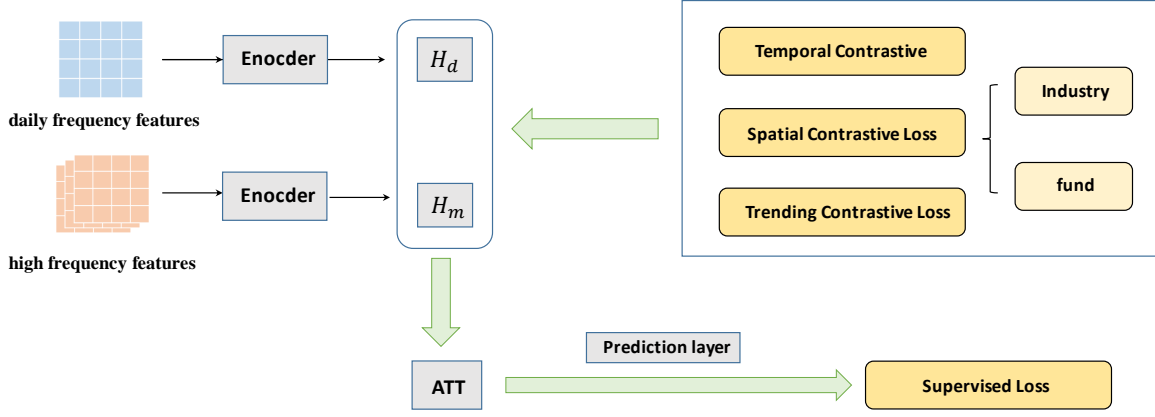 daily frequency features
Enocder
H_d
high frequency features
Enocder
H_m
Temporal Contrastive
Spatial Contrastive Loss
Trending Contrastive Loss
Industry
fund
ATT
Prediction layer
Supervised Loss